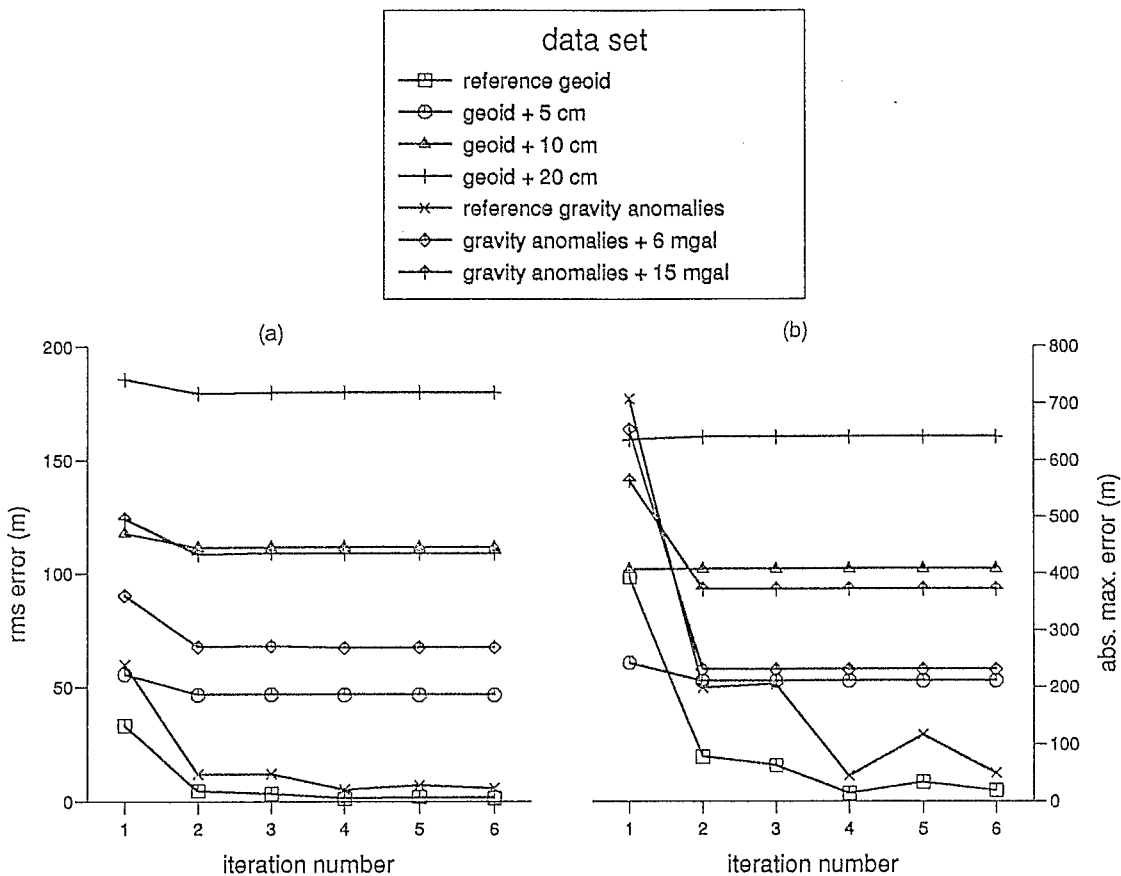 data set
reference geoid
geoid + 5 cm
geoid + 10 cm
geoid + 20 cm
reference gravity anomalies
gravity anomalies + 6 mgal
gravity anomalies + 15 mgal
(a)
200
150
100
50
0
rms error (m)
1 2 3 4 5 6
iteration number
(b)
800
700
600
500
400
300
200
100
0
abs. max. error (m)
1 2 3 4 5 6
iteration number